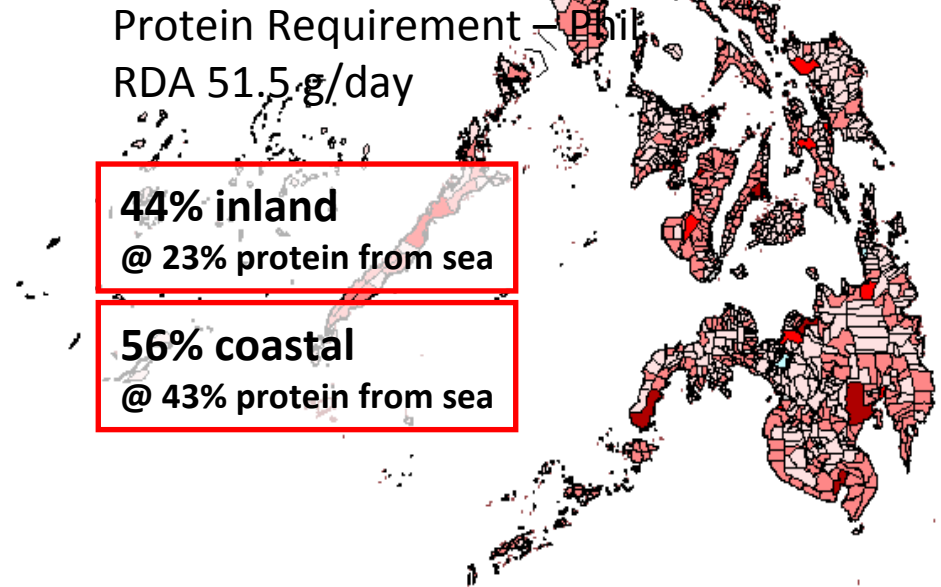 Protein Requirement – Phil.
RDA 51.5 g/day
44% inland
@ 23% protein from sea
56% coastal
@ 43% protein from sea